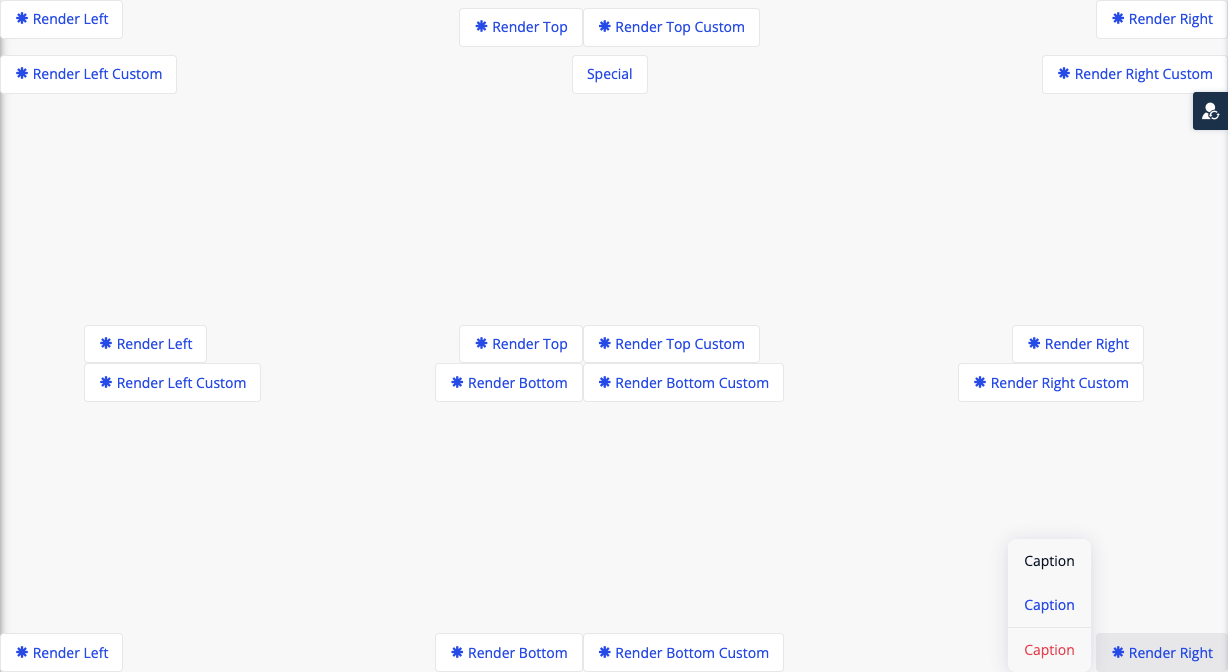 Render Left
Render Top
Render Top Custom
Render Right
Render Left Custom
Special
Render Right Custom
Render Left
Render Top
Render Top Custom
Render Right
Render Left Custom
Render Bottom
Render Bottom Custom
Render Right Custom
Caption
Caption
Caption
Render Left
Render Bottom
Render Bottom Custom
Render Right